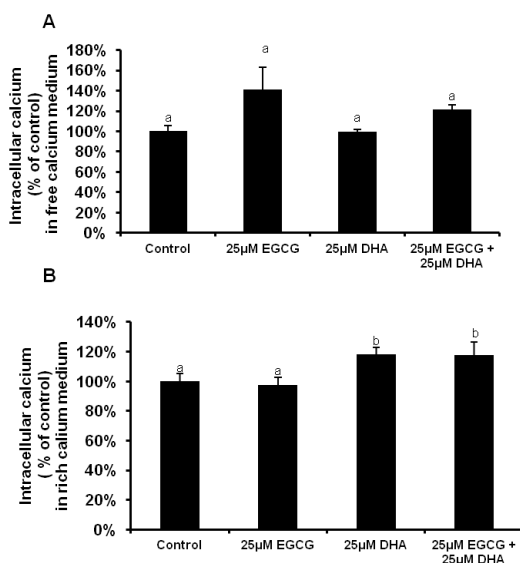 A
Intracellular calcium
(% of control)
in free calcium medium
180%
160%
140%
120%
100%
80%
60%
40%
20%
0%
a
a
a
a
Control
25µM EGCG
25µM DHA
25µM EGCG +
25µM DHA
B
Intracellular calcium
( % of control)
in rich calium medium
140%
120%
100%
80%
60%
40%
20%
0%
a
a
b
b
Control
25µM EGCG
25µM DHA
25µM EGCG +
25µM DHA